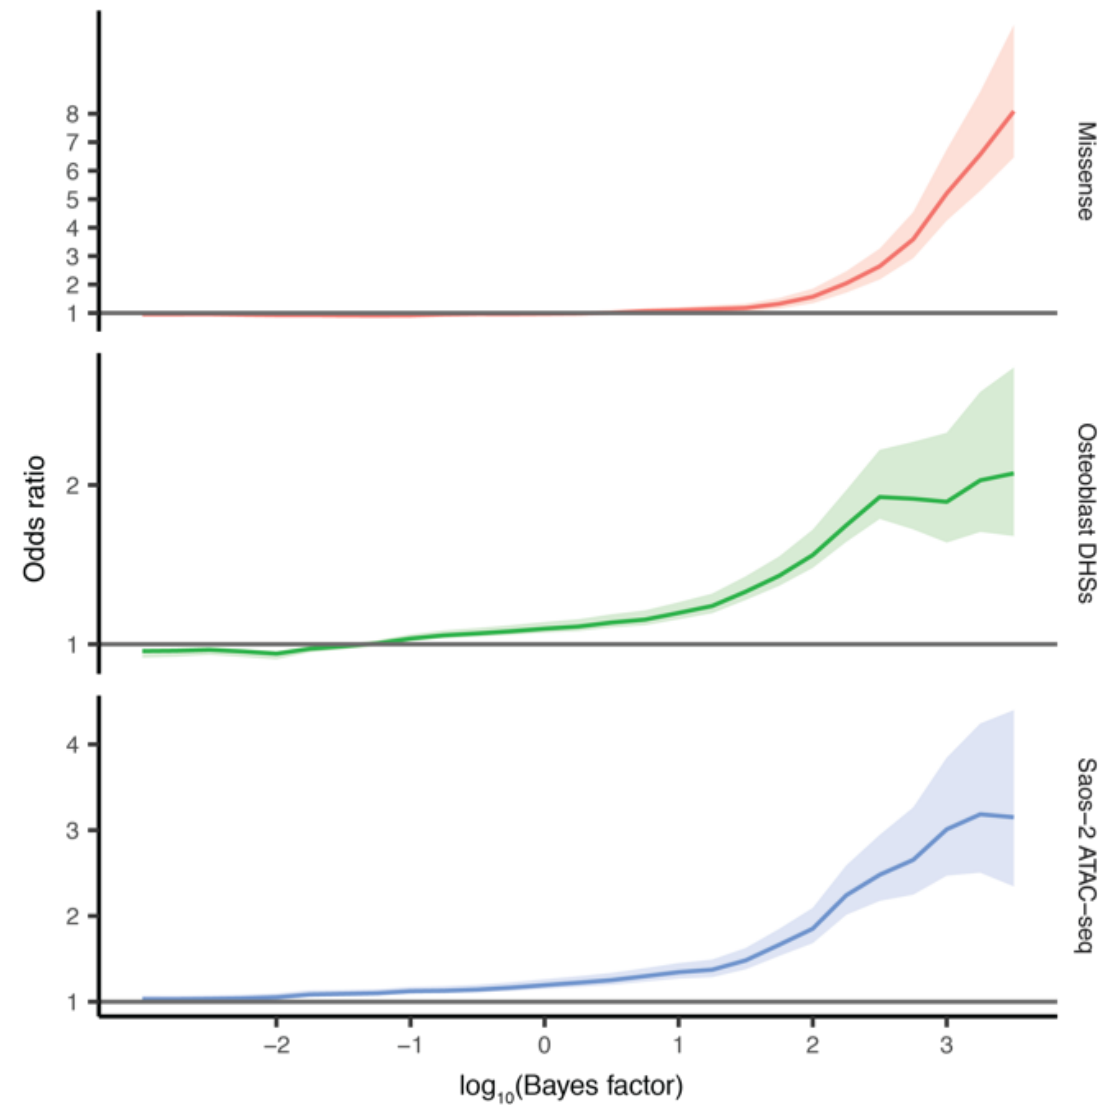 8
7
6
5
4
3
2
1
Missense
2
1
Osteoblast DHSs
Odds ratio
4
3
2
1
Saos−2 ATAC−seq
−2 −1 0 1 2 3
log₁₀(Bayes factor)